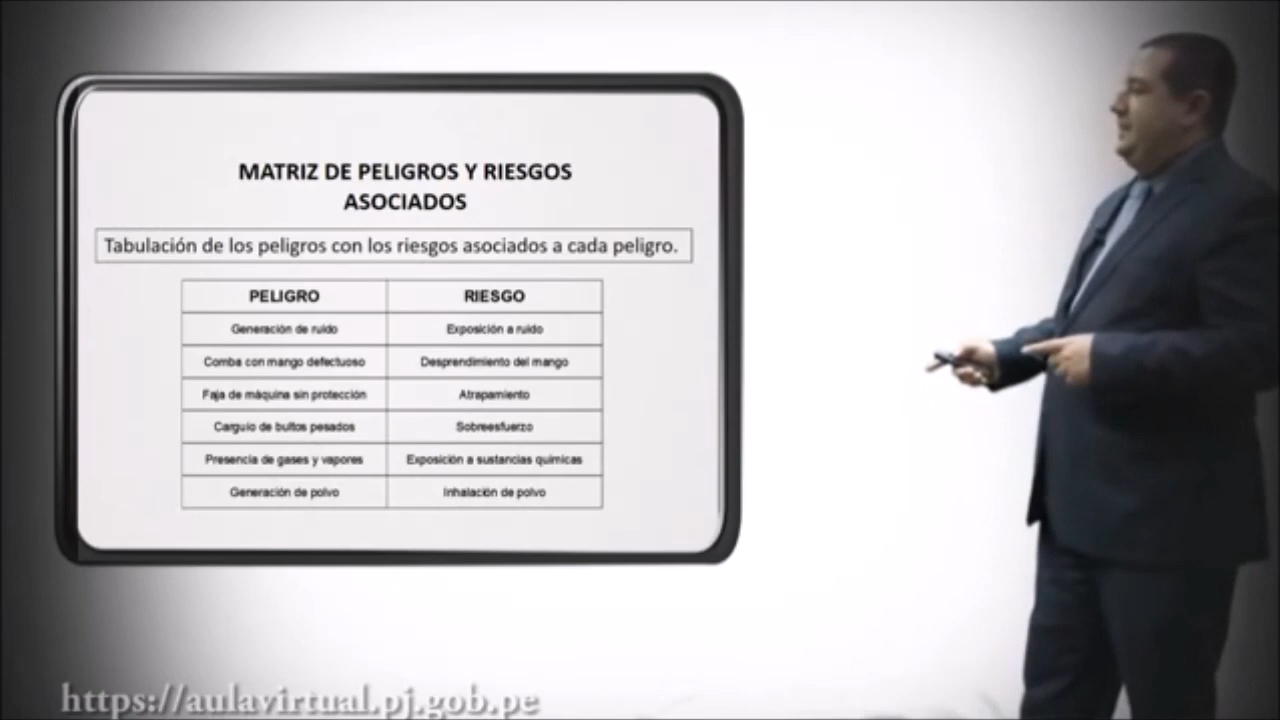 MATRIZ DE PELIGROS Y RIESGOS
ASOCIADOS
Tabulación de los peligros con los riesgos asociados a cada peligro.
PELIGRO RIESGO
Generación de ruido Exposición a ruido
Comba con mango defectuoso Desprendimiento del mango
Faja de máquina sin protección Atrapamiento
Carguío de bultos pesados Sobreesfuerzo
Presencia de gases y vapores Exposición a sustancias químicas
Generación de polvo Inhalación de polvo
https://aulavirtual.pj.gob.pe